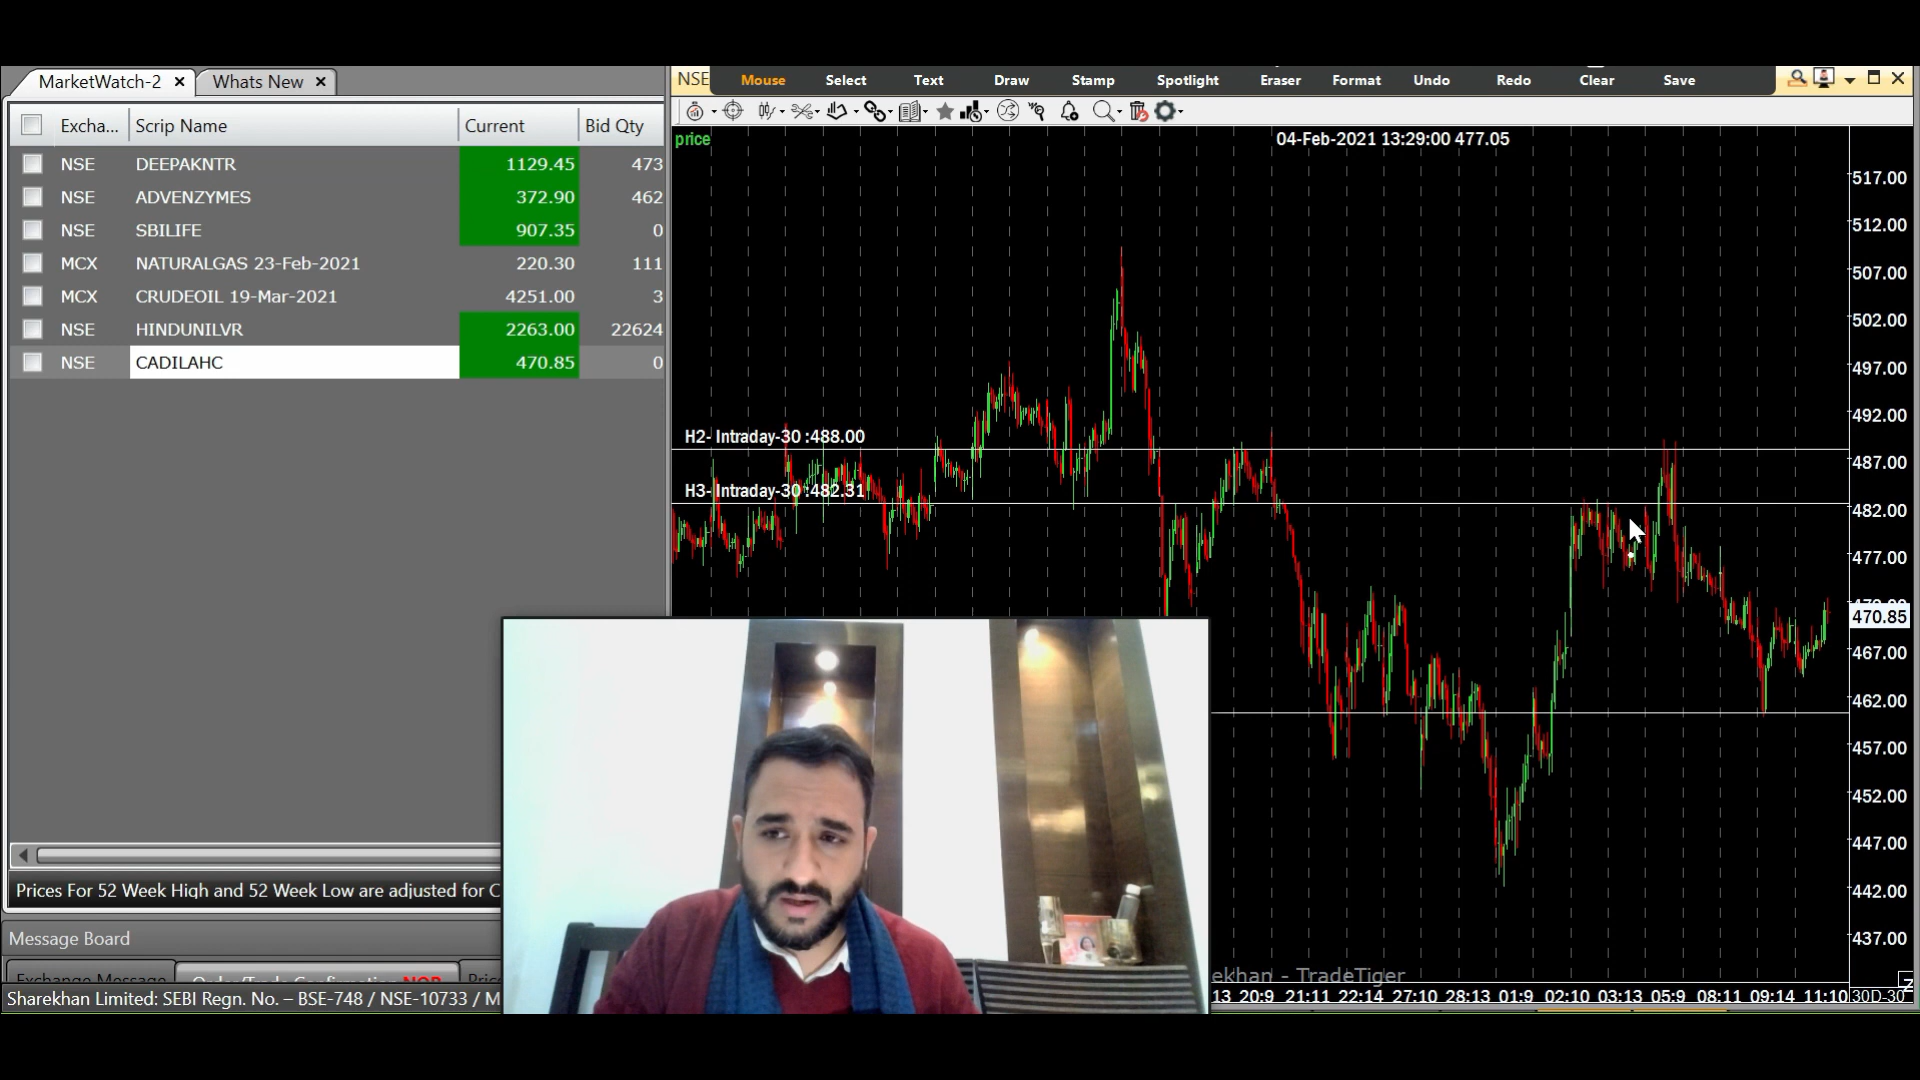 MarketWatch-2 × Whats New ×
Excha... Scrip Name Current Bid Qty
NSE DEEPAKNTR 1129.45 473
NSE ADVENZYMES 372.90 462
NSE SBILIFE 907.35 0
MCX NATURALGAS 23-Feb-2021 220.30 111
MCX CRUDEOIL 19-Mar-2021 4251.00 3
NSE HINDUNILVR 2263.00 22624
NSE CADILAHC 470.85 0
Prices For 52 Week High and 52 Week Low are adjusted for C
Message Board
Exchange Message Order/Trade Confirmation
Sharekhan Limited: SEBI Regn. No. – BSE-748 / NSE-10733 / M
NSE Mouse Select Text Draw Stamp Spotlight Eraser Format Undo Redo Clear Save
price
04-Feb-2021 13:29:00 477.05
H2- Intraday-30 :488.00
H3- Intraday-30 :482.31
517.00
512.00
507.00
502.00
497.00
492.00
487.00
482.00
477.00
470.85
467.00
462.00
457.00
452.00
447.00
442.00
437.00
ekhan - TradeTiger
13 20:9 21:11 22:14 27:10 28:13 01:9 02:10 03:13 05:9 08:11 09:14 11:10 30D-30